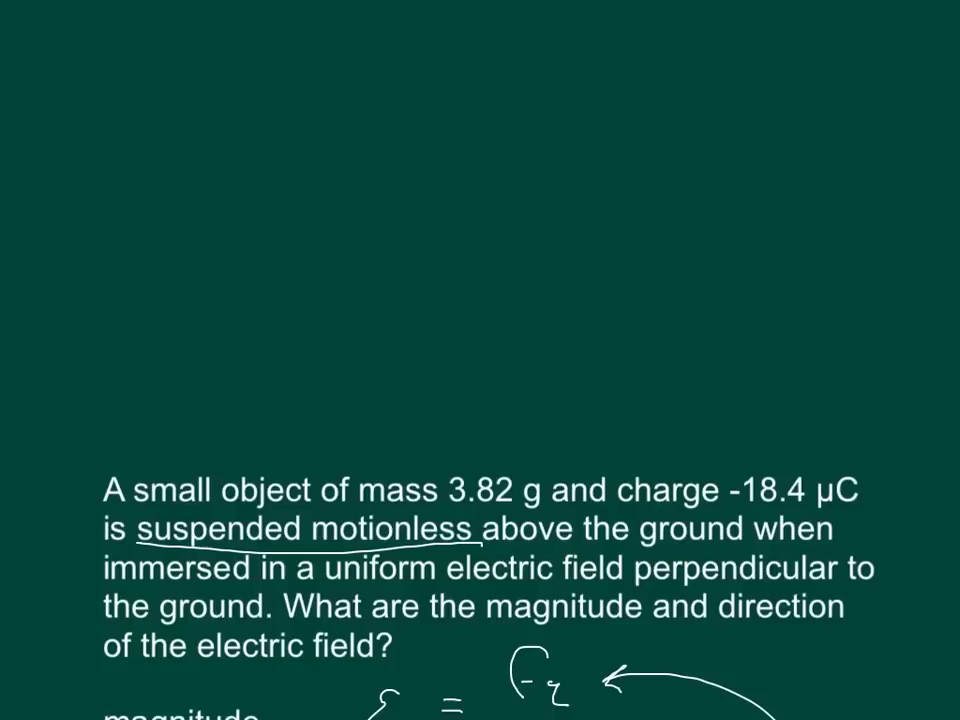 A small object of mass 3.82 g and charge -18.4 µC
is suspended motionless above the ground when
immersed in a uniform electric field perpendicular to
the ground. What are the magnitude and direction
of the electric field?
=
magnitude